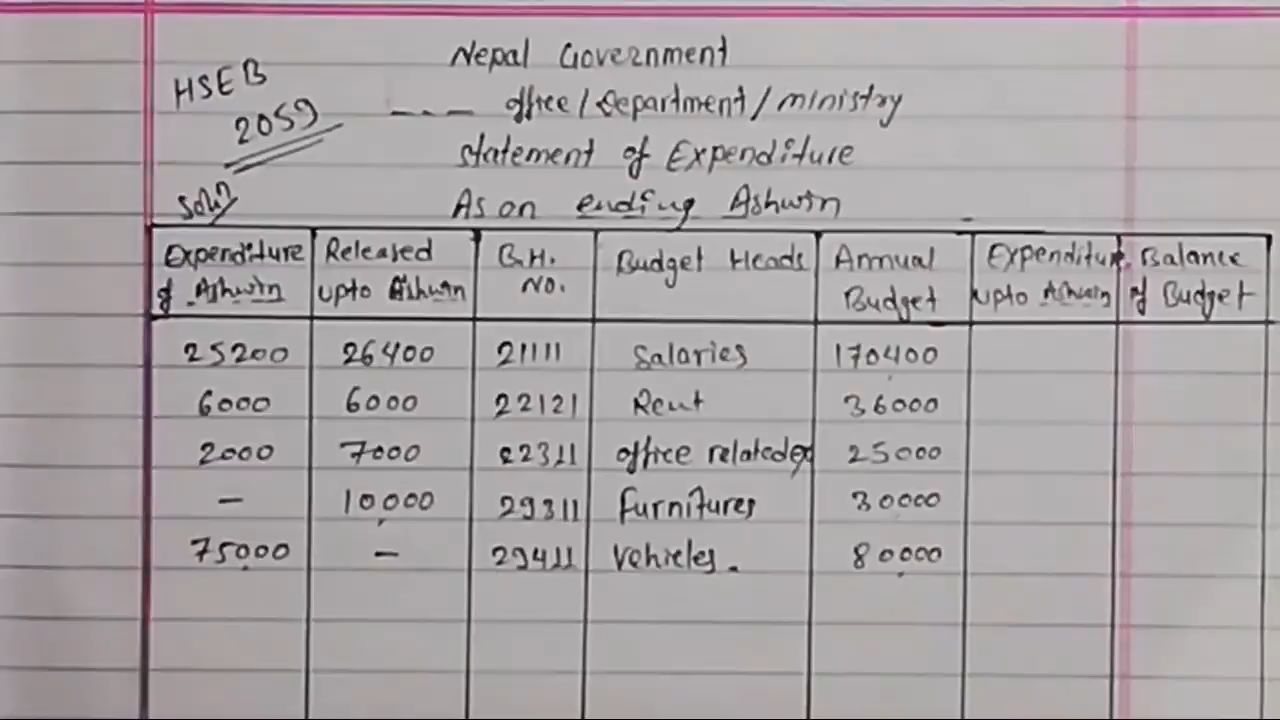 Nepal Government
HSEB
2059
--- office/Department/ministry
Statement of Expenditure
Soln
As on ending Ashwin
Expenditure of Ashwin | Released upto Ashwin | B.H. No. | Budget Heads | Annual Budget | Expenditure upto Ashwin | Balance of Budget
25200 | 26400 | 21111 | Salaries | 170400
6000 | 6000 | 22121 | Rent | 36000
2000 | 7000 | 22311 | office related ex | 25000
— | 10000 | 29311 | Furnitures | 30000
75000 | — | 29411 | Vehicles. | 80000